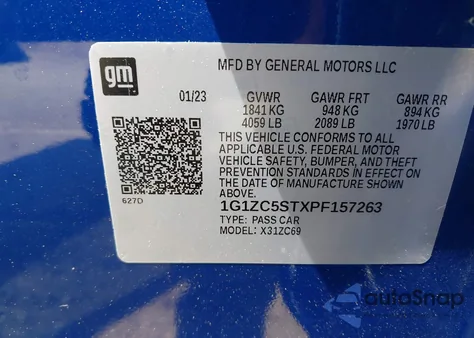 gm
MFD BY GENERAL MOTORS LLC
01/23 GVWR GAWR FRT GAWR RR
1841 KG 948 KG 894 KG
4059 LB 2089 LB 1970 LB
THIS VEHICLE CONFORMS TO ALL
APPLICABLE U.S. FEDERAL MOTOR
VEHICLE SAFETY, BUMPER, AND THEFT
PREVENTION STANDARDS IN EFFECT ON
THE DATE OF MANUFACTURE SHOWN
ABOVE.
627D
1G1ZC5STXPF157263
TYPE: PASS CAR
MODEL: X31ZC69
autoSnap